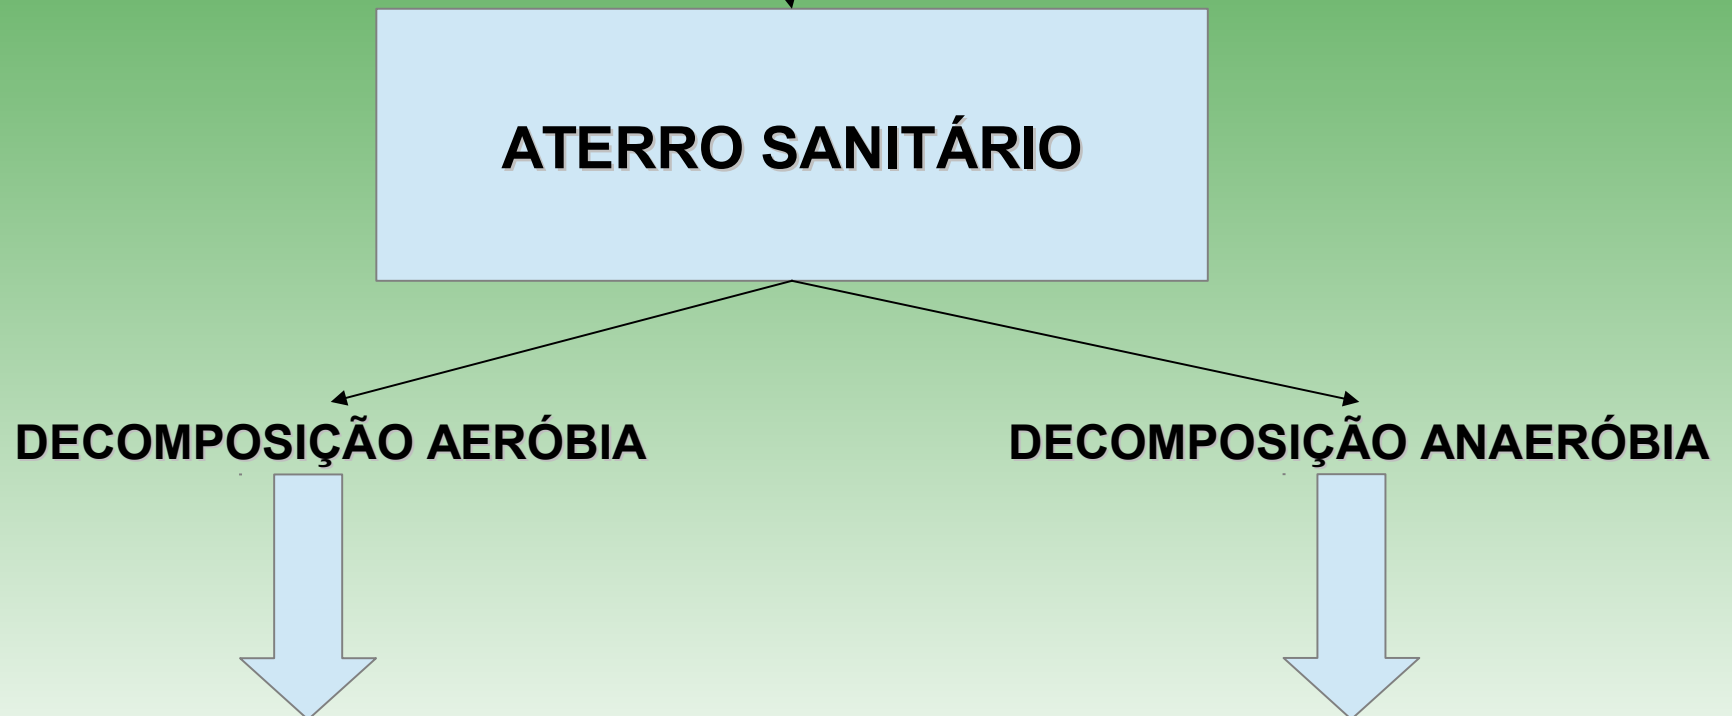 ATERRO SANITÁRIO
DECOMPOSIÇÃO AERÓBIA
DECOMPOSIÇÃO ANAERÓBIA